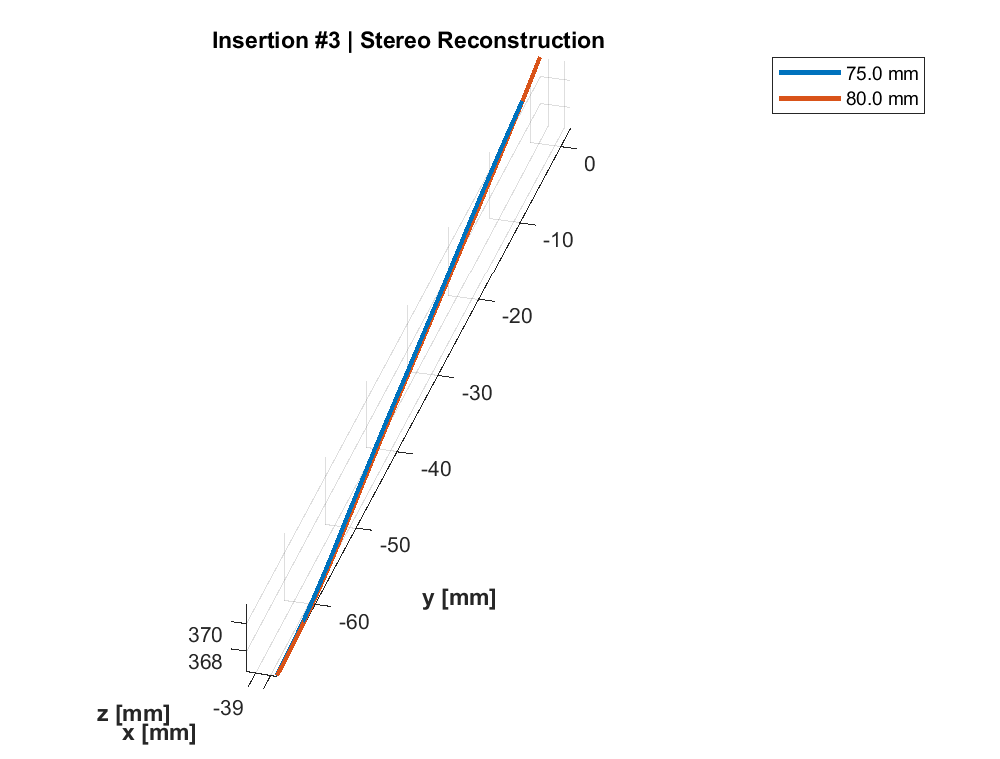 Insertion #3 | Stereo Reconstruction
75.0 mm
80.0 mm
0
-10
-20
-30
-40
-50
-60
y [mm]
370
368
-39
z [mm]
x [mm]